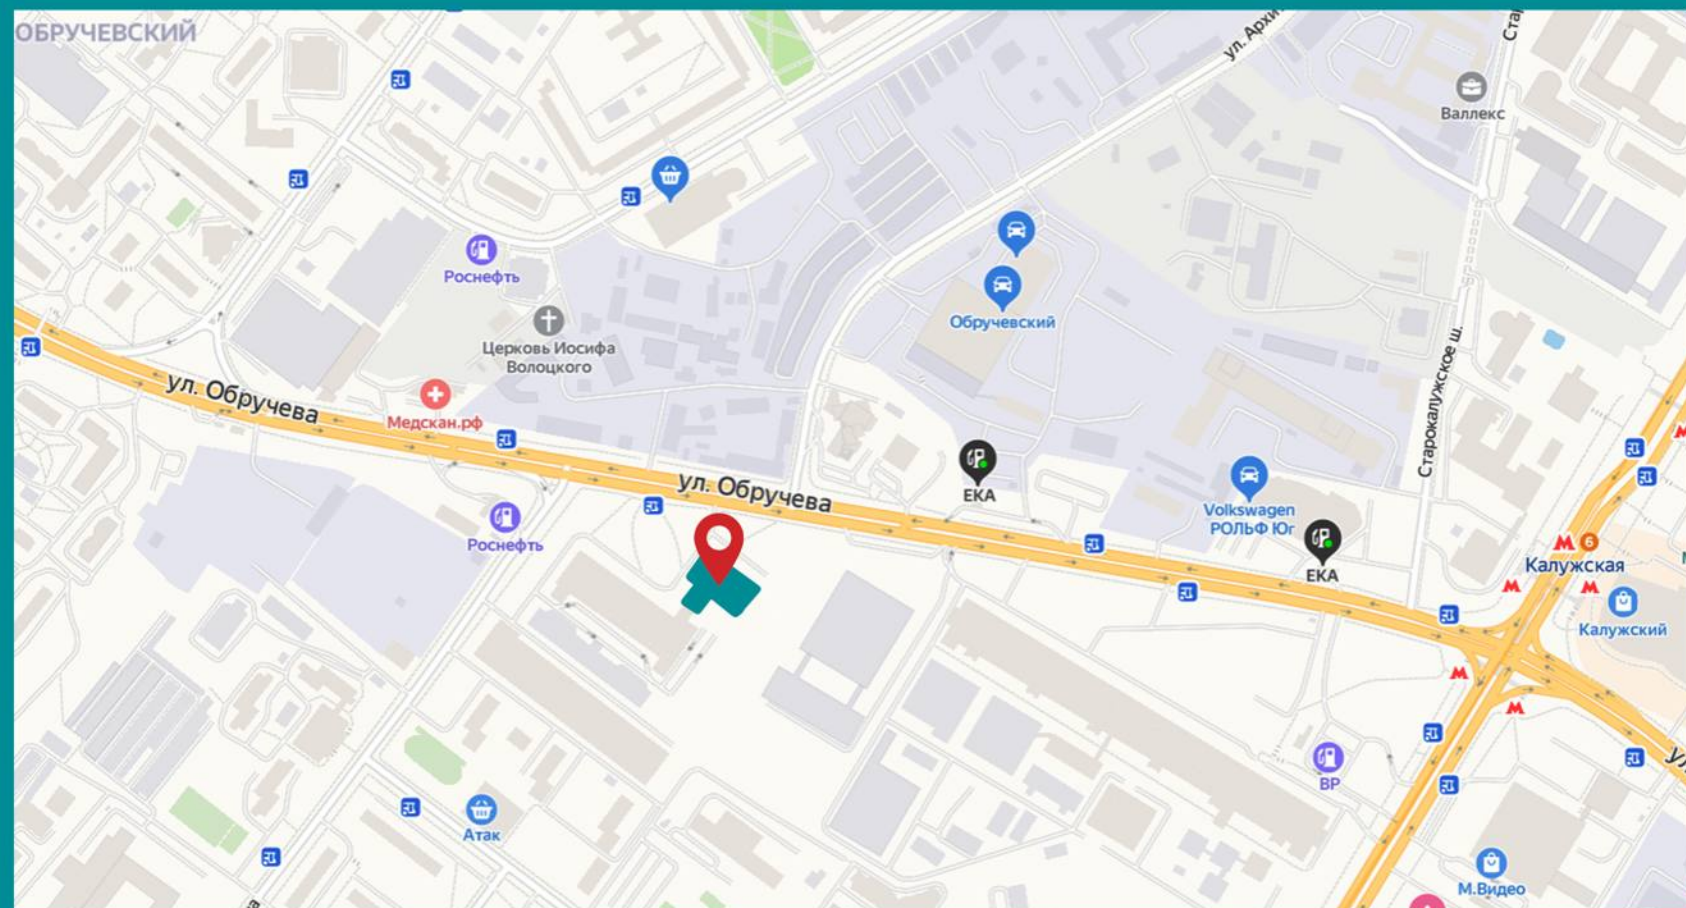 ОБРУЧЕВСКИЙ
ул. Архи
Ста
Валлекс
Роснефть
Церковь Иосифа
Волоцкого
Обручевский
Старокалужское ш.
ул. Обручева
Медскан.рф
ул. Обручева
ЕКА
Volkswagen
РОЛЬФ Юг
Роснефть
ЕКА
6
Калужская
Калужский
BP
Атак
М.Видео